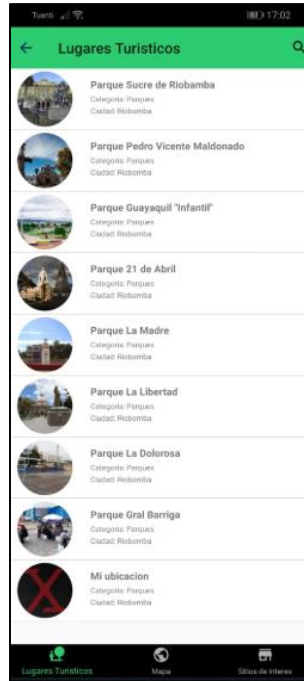 Tuenti 17:02
Lugares Turisticos
Parque Sucre de Riobamba
Categoria: Parques
Ciudad: Riobamba
Parque Pedro Vicente Maldonado
Categoria: Parques
Ciudad: Riobamba
Parque Guayaquil "Infantil"
Categoria: Parques
Ciudad: Riobamba
Parque 21 de Abril
Categoria: Parques
Ciudad: Riobamba
Parque La Madre
Categoria: Parques
Ciudad: Riobamba
Parque La Libertad
Categoria: Parques
Ciudad: Riobamba
Parque La Dolorosa
Categoria: Parques
Ciudad: Riobamba
Parque Gral Barriga
Categoria: Parques
Ciudad: Riobamba
Mi ubicacion
Categoria: Parques
Ciudad: Riobamba
Lugares Turisticos Mapa Sitios de Interes